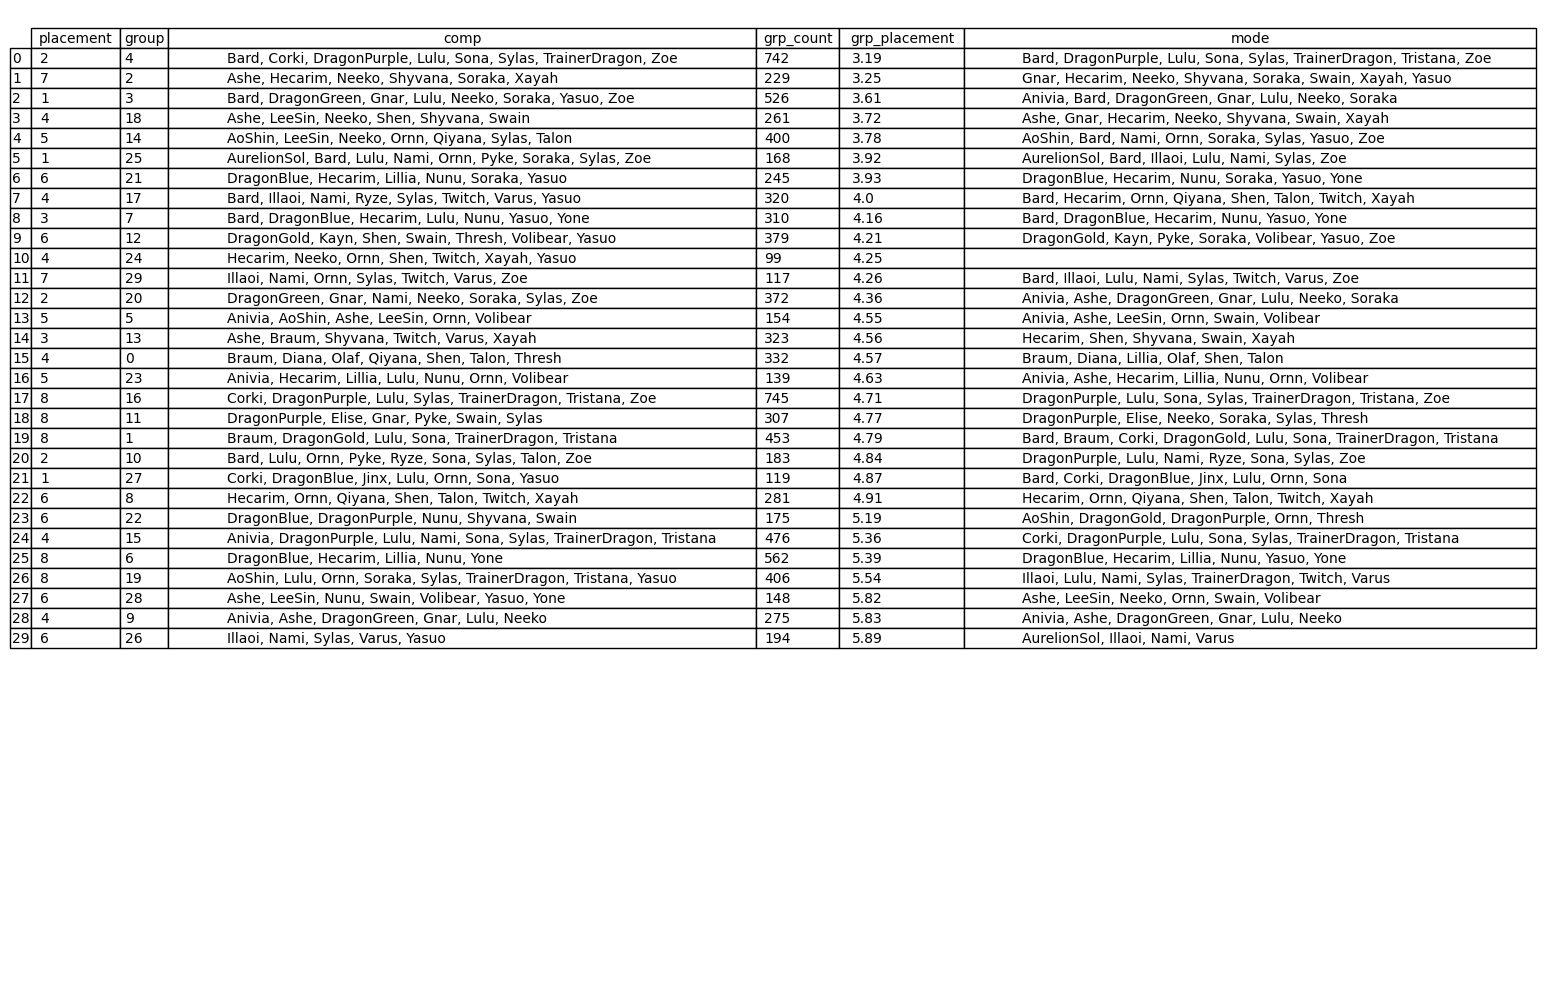 placement group comp grp_count grp_placement mode
0 2 4 Bard, Corki, DragonPurple, Lulu, Sona, Sylas, TrainerDragon, Zoe 742 3.19 Bard, DragonPurple, Lulu, Sona, Sylas, TrainerDragon, Tristana, Zoe
1 7 2 Ashe, Hecarim, Neeko, Shyvana, Soraka, Xayah 229 3.25 Gnar, Hecarim, Neeko, Shyvana, Soraka, Swain, Xayah, Yasuo
2 1 3 Bard, DragonGreen, Gnar, Lulu, Neeko, Soraka, Yasuo, Zoe 526 3.61 Anivia, Bard, DragonGreen, Gnar, Lulu, Neeko, Soraka
3 4 18 Ashe, LeeSin, Neeko, Shen, Shyvana, Swain 261 3.72 Ashe, Gnar, Hecarim, Neeko, Shyvana, Swain, Xayah
4 5 14 AoShin, LeeSin, Neeko, Ornn, Qiyana, Sylas, Talon 400 3.78 AoShin, Bard, Nami, Ornn, Soraka, Sylas, Yasuo, Zoe
5 1 25 AurelionSol, Bard, Lulu, Nami, Ornn, Pyke, Soraka, Sylas, Zoe 168 3.92 AurelionSol, Bard, Illaoi, Lulu, Nami, Sylas, Zoe
6 6 21 DragonBlue, Hecarim, Lillia, Nunu, Soraka, Yasuo 245 3.93 DragonBlue, Hecarim, Nunu, Soraka, Yasuo, Yone
7 4 17 Bard, Illaoi, Nami, Ryze, Sylas, Twitch, Varus, Yasuo 320 4.0 Bard, Hecarim, Ornn, Qiyana, Shen, Talon, Twitch, Xayah
8 3 7 Bard, DragonBlue, Hecarim, Lulu, Nunu, Yasuo, Yone 310 4.16 Bard, DragonBlue, Hecarim, Nunu, Yasuo, Yone
9 6 12 DragonGold, Kayn, Shen, Swain, Thresh, Volibear, Yasuo 379 4.21 DragonGold, Kayn, Pyke, Soraka, Volibear, Yasuo, Zoe
10 4 24 Hecarim, Neeko, Ornn, Shen, Twitch, Xayah, Yasuo 99 4.25
11 7 29 Illaoi, Nami, Ornn, Sylas, Twitch, Varus, Zoe 117 4.26 Bard, Illaoi, Lulu, Nami, Sylas, Twitch, Varus, Zoe
12 2 20 DragonGreen, Gnar, Nami, Neeko, Soraka, Sylas, Zoe 372 4.36 Anivia, Ashe, DragonGreen, Gnar, Lulu, Neeko, Soraka
13 5 5 Anivia, AoShin, Ashe, LeeSin, Ornn, Volibear 154 4.55 Anivia, Ashe, LeeSin, Ornn, Swain, Volibear
14 3 13 Ashe, Braum, Shyvana, Twitch, Varus, Xayah 323 4.56 Hecarim, Shen, Shyvana, Swain, Xayah
15 4 0 Braum, Diana, Olaf, Qiyana, Shen, Talon, Thresh 332 4.57 Braum, Diana, Lillia, Olaf, Shen, Talon
16 5 23 Anivia, Hecarim, Lillia, Lulu, Nunu, Ornn, Volibear 139 4.63 Anivia, Ashe, Hecarim, Lillia, Nunu, Ornn, Volibear
17 8 16 Corki, DragonPurple, Lulu, Sylas, TrainerDragon, Tristana, Zoe 745 4.71 DragonPurple, Lulu, Sona, Sylas, TrainerDragon, Tristana, Zoe
18 8 11 DragonPurple, Elise, Gnar, Pyke, Swain, Sylas 307 4.77 DragonPurple, Elise, Neeko, Soraka, Sylas, Thresh
19 8 1 Braum, DragonGold, Lulu, Sona, TrainerDragon, Tristana 453 4.79 Bard, Braum, Corki, DragonGold, Lulu, Sona, TrainerDragon, Tristana
20 2 10 Bard, Lulu, Ornn, Pyke, Ryze, Sona, Sylas, Talon, Zoe 183 4.84 DragonPurple, Lulu, Nami, Ryze, Sona, Sylas, Zoe
21 1 27 Corki, DragonBlue, Jinx, Lulu, Ornn, Sona, Yasuo 119 4.87 Bard, Corki, DragonBlue, Jinx, Lulu, Ornn, Sona
22 6 8 Hecarim, Ornn, Qiyana, Shen, Talon, Twitch, Xayah 281 4.91 Hecarim, Ornn, Qiyana, Shen, Talon, Twitch, Xayah
23 6 22 DragonBlue, DragonPurple, Nunu, Shyvana, Swain 175 5.19 AoShin, DragonGold, DragonPurple, Ornn, Thresh
24 4 15 Anivia, DragonPurple, Lulu, Nami, Sona, Sylas, TrainerDragon, Tristana 476 5.36 Corki, DragonPurple, Lulu, Sona, Sylas, TrainerDragon, Tristana
25 8 6 DragonBlue, Hecarim, Lillia, Nunu, Yone 562 5.39 DragonBlue, Hecarim, Lillia, Nunu, Yasuo, Yone
26 8 19 AoShin, Lulu, Ornn, Soraka, Sylas, TrainerDragon, Tristana, Yasuo 406 5.54 Illaoi, Lulu, Nami, Sylas, TrainerDragon, Twitch, Varus
27 6 28 Ashe, LeeSin, Nunu, Swain, Volibear, Yasuo, Yone 148 5.82 Ashe, LeeSin, Neeko, Ornn, Swain, Volibear
28 4 9 Anivia, Ashe, DragonGreen, Gnar, Lulu, Neeko 275 5.83 Anivia, Ashe, DragonGreen, Gnar, Lulu, Neeko
29 6 26 Illaoi, Nami, Sylas, Varus, Yasuo 194 5.89 AurelionSol, Illaoi, Nami, Varus